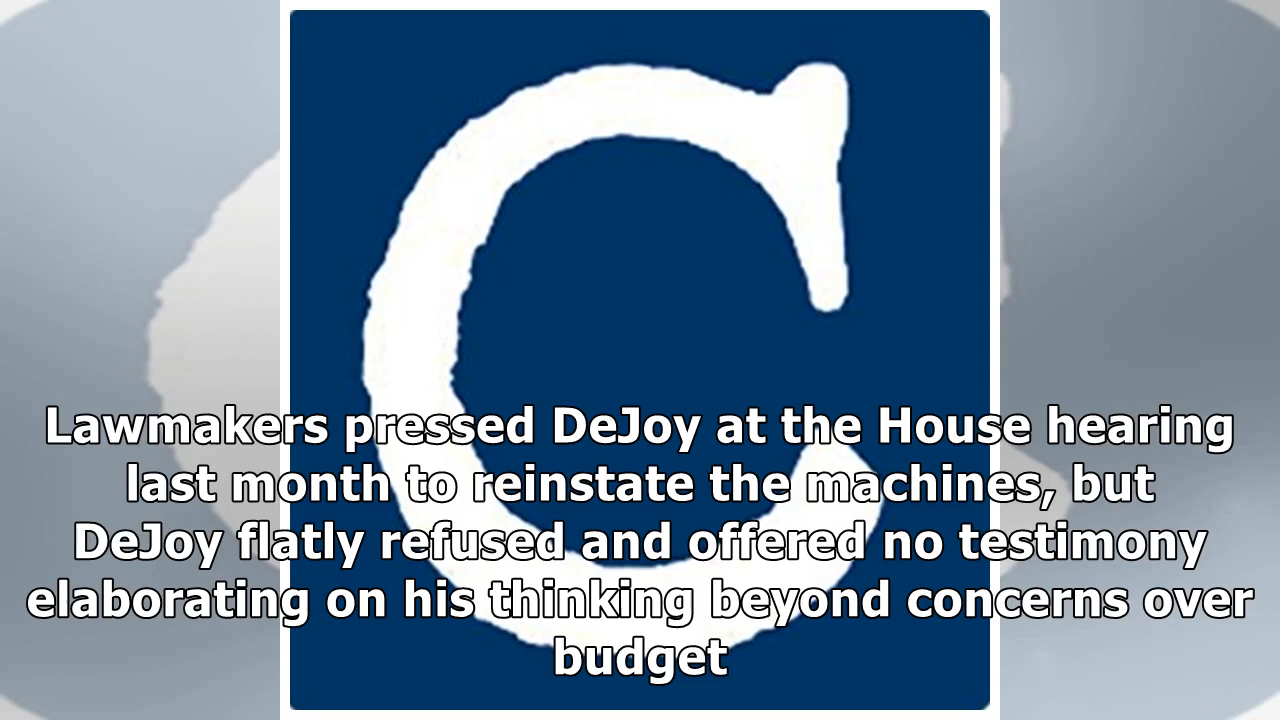 C
Lawmakers pressed DeJoy at the House hearing
last month to reinstate the machines, but
DeJoy flatly refused and offered no testimony
elaborating on his thinking beyond concerns over
budget